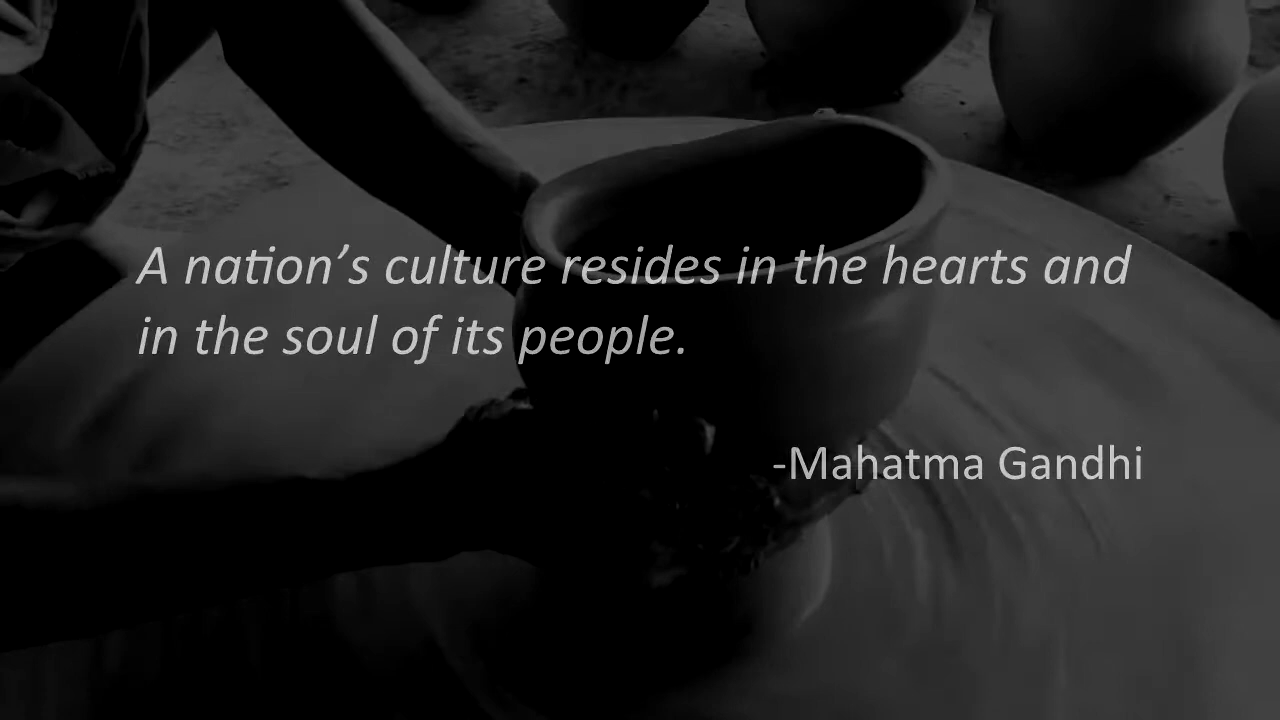 A nation’s culture resides in the hearts and
in the soul of its people.
-Mahatma Gandhi